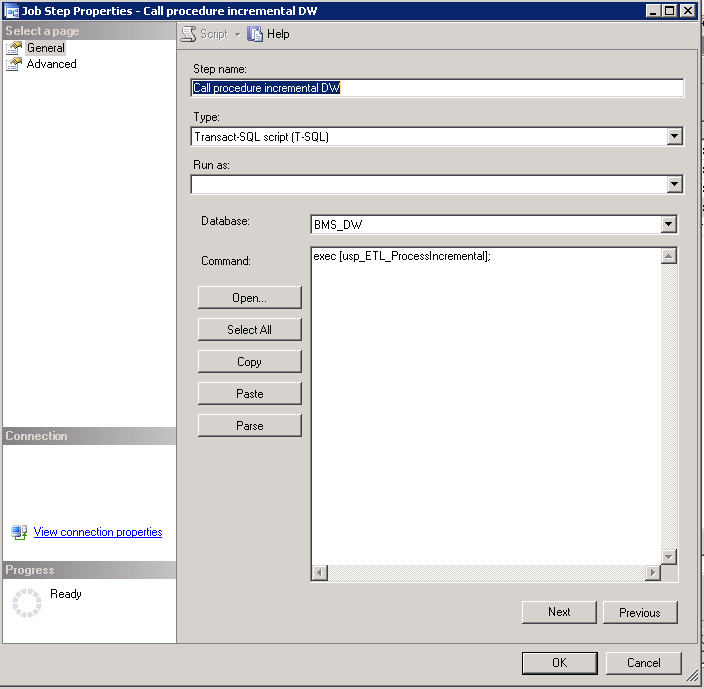 Job Step Properties - Call procedure incremental DW
Select a page
General
Advanced
Script
Help
Step name:
Call procedure incremental DW
Type:
Transact-SQL script (T-SQL)
Run as:
Database:
BMS_DW
Command:
exec [usp_ETL_ProcessIncremental];
Open...
Select All
Copy
Paste
Parse
Connection
View connection properties
Progress
Ready
Next
Previous
OK
Cancel